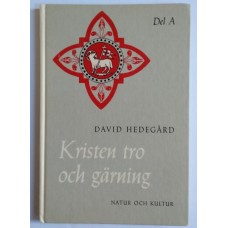 Del A
DAVID HEDEGÅRD
Kristen tro
och gärning
NATUR OCH KULTUR